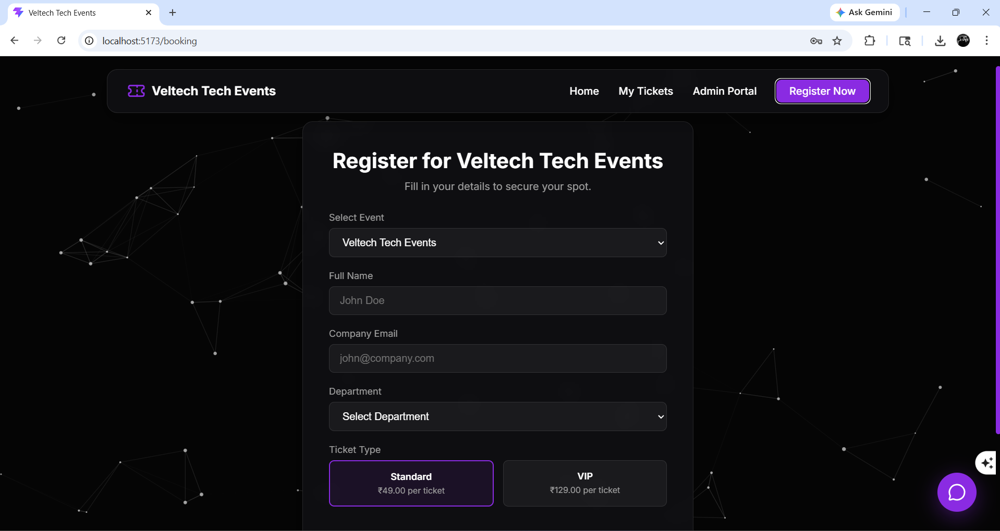 Veltech Tech Events
Ask Gemini
localhost:5173/booking
Veltech Tech Events
Home
My Tickets
Admin Portal
Register Now
Register for Veltech Tech Events
Fill in your details to secure your spot.
Select Event
Veltech Tech Events
Full Name
John Doe
Company Email
john@company.com
Department
Select Department
Ticket Type
Standard
₹49.00 per ticket
VIP
₹129.00 per ticket